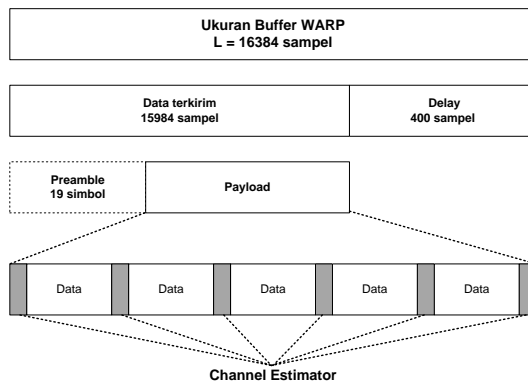 Ukuran Buffer WARP
L = 16384 sampel
Data terkirim
15984 sampel
Delay
400 sampel
Preamble
19 simbol
Payload
Data
Data
Data
Data
Data
Channel Estimator